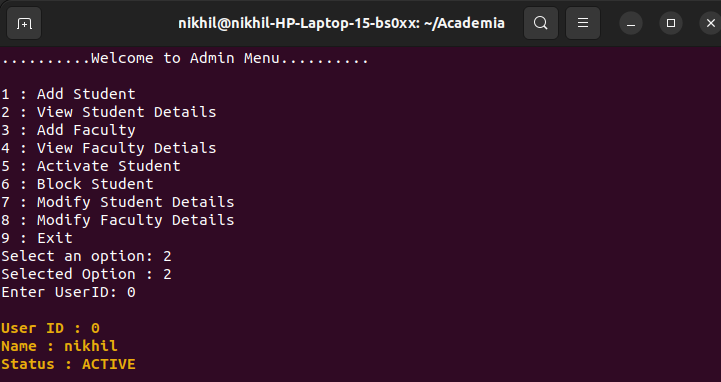 nikhil@nikhil-HP-Laptop-15-bs0xx: ~/Academia
..........Welcome to Admin Menu..........
1 : Add Student
2 : View Student Details
3 : Add Faculty
4 : View Faculty Detials
5 : Activate Student
6 : Block Student
7 : Modify Student Details
8 : Modify Faculty Details
9 : Exit
Select an option: 2
Selected Option : 2
Enter UserID: 0
User ID : 0
Name : nikhil
Status : ACTIVE